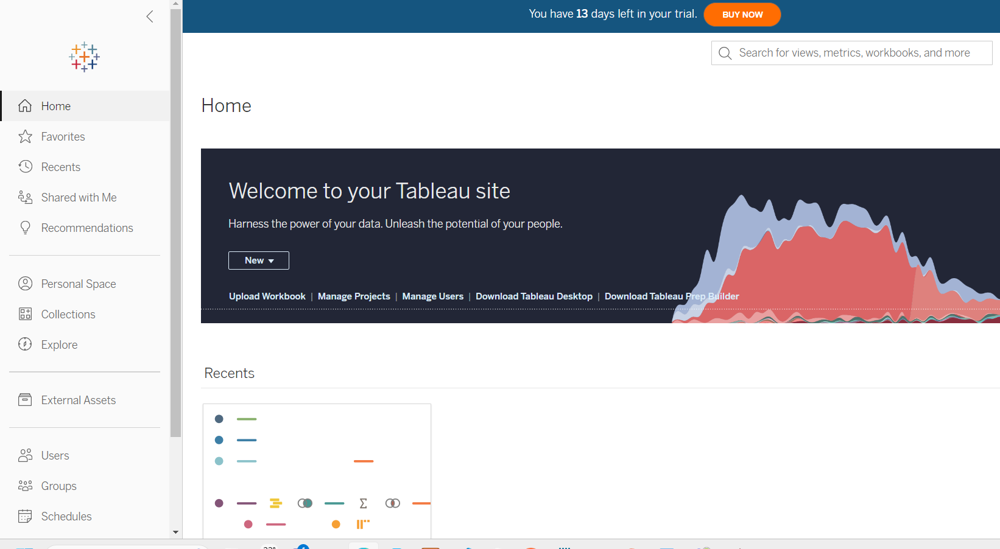 You have 13 days left in your trial. BUY NOW
Search for views, metrics, workbooks, and more
Home
Favorites
Recents
Shared with Me
Recommendations
Personal Space
Collections
Explore
External Assets
Users
Groups
Schedules
Home
Welcome to your Tableau site
Harness the power of your data. Unleash the potential of your people.
New
Upload Workbook | Manage Projects | Manage Users | Download Tableau Desktop | Download Tableau Prep Builder
Recents